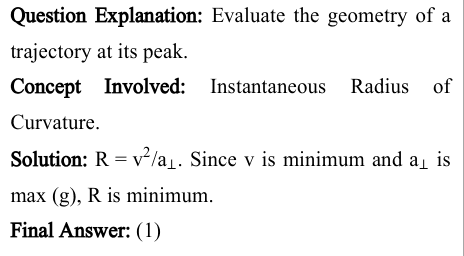 Question Explanation: Evaluate the geometry of a
trajectory at its peak.
Concept Involved: Instantaneous Radius of
Curvature.
Solution: R = v²/a⊥. Since v is minimum and a⊥ is
max (g), R is minimum.
Final Answer: (1)